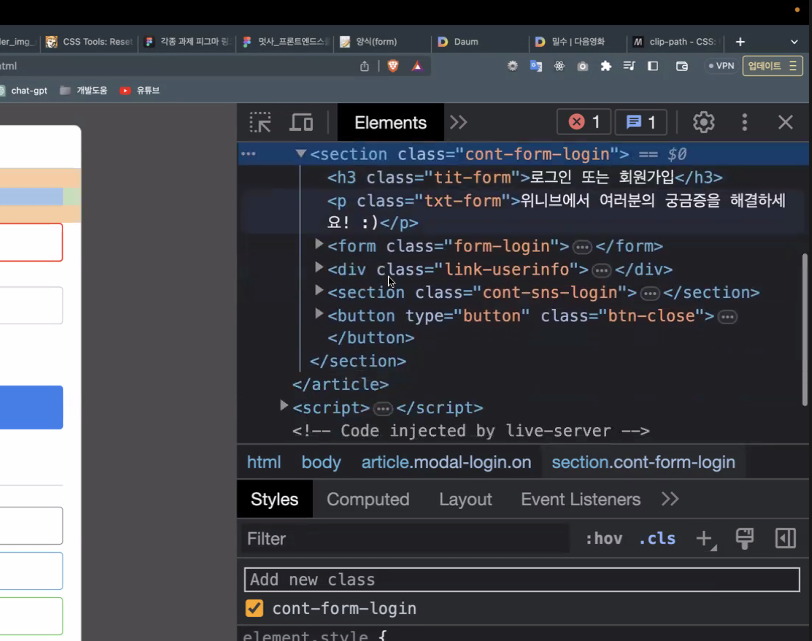 ler_img_ CSS Tools: Reset 각종 과제 피그마 링 멋사_프론트엔드스쿨 양식(form) Daum 밀수 | 다음영화 clip-path - CSS:
html VPN 업데이트
chat-gpt 개발도움 유튜브
Elements 1 1
<section class="cont-form-login"> == $0
<h3 class="tit-form">로그인 또는 회원가입</h3>
<p class="txt-form">위니브에서 여러분의 궁금증을 해결하세
요! :)</p>
<form class="form-login"> … </form>
<div class="link-userinfo"> … </div>
<section class="cont-sns-login"> … </section>
<button type="button" class="btn-close"> …
</button>
</section>
</article>
<script> … </script>
<!-- Code injected by live-server -->
html body article.modal-login.on section.cont-form-login
Styles Computed Layout Event Listeners
Filter :hov .cls
Add new class
cont-form-login
element.style {